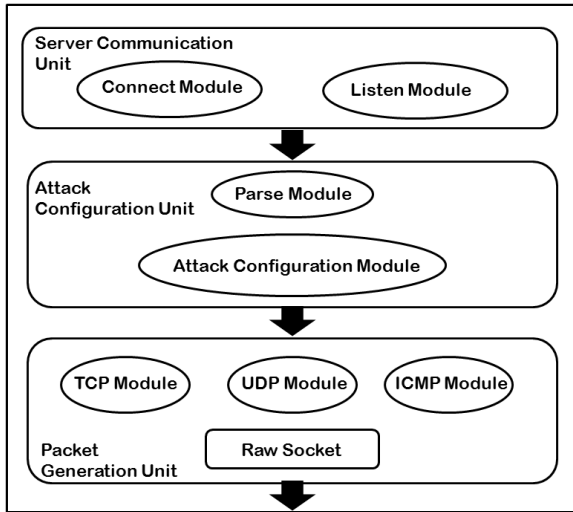 Server Communication
Unit
Connect Module
Listen Module
Attack
Configuration Unit
Parse Module
Attack Configuration Module
TCP Module
UDP Module
ICMP Module
Raw Socket
Packet
Generation Unit